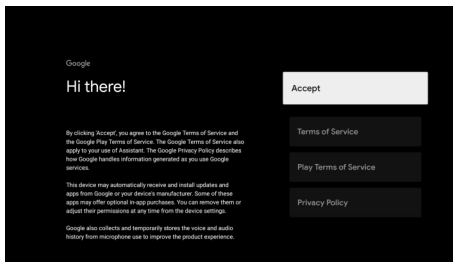 Google
Hi there!
By clicking 'Accept', you agree to the Google Terms of Service and
the Google Play Terms of Service. The Google Terms of Service also
apply to your use of Assistant. The Google Privacy Policy describes
how Google handles information generated as you use Google
services.
This device may automatically receive and install updates and
apps from Google or your device's manufacturer. Some of these
apps may offer optional in-app purchases. You can remove them or
adjust their permissions at any time from the device settings.
Google also collects and temporarily stores the voice and audio
history from microphone use to improve the product experience.
Accept
Terms of Service
Play Terms of Service
Privacy Policy